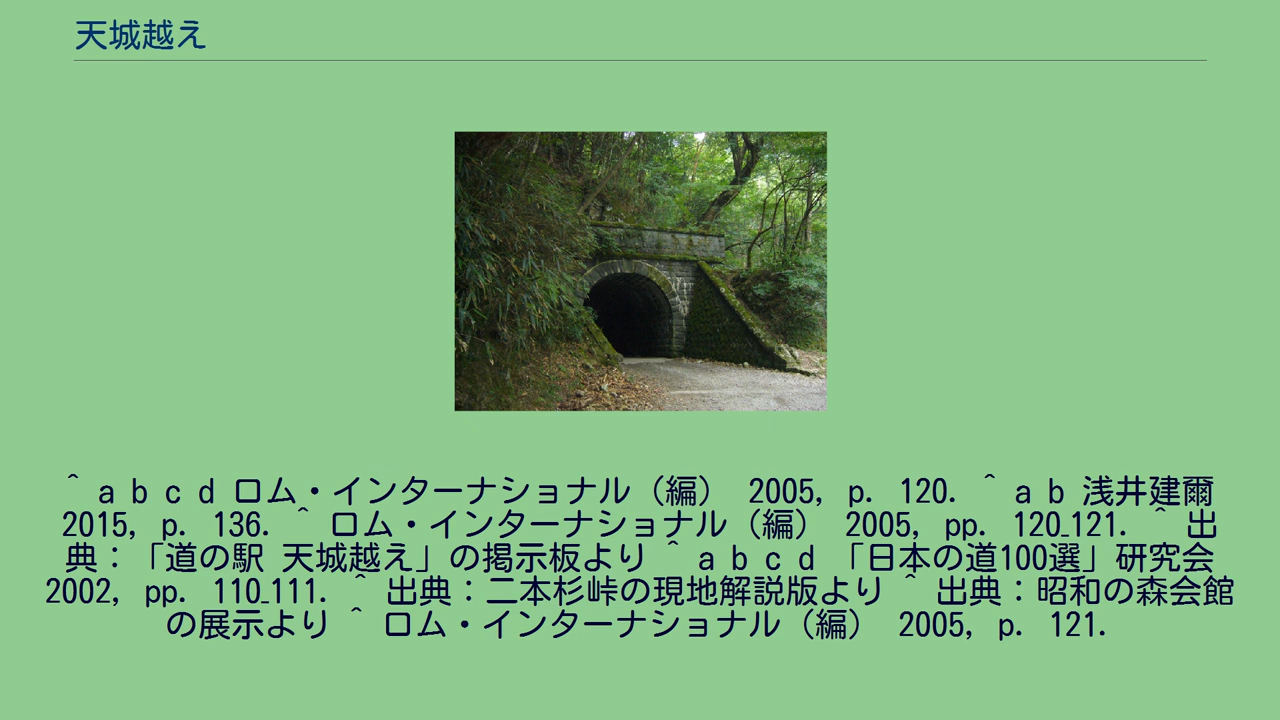 天城越え
^ a b c d ロム・インターナショナル（編） 2005, p. 120. ^ a b 浅井建爾
2015, p. 136. ^ ロム・インターナショナル（編） 2005, pp. 120-121. ^ 出
典：「道の駅 天城越え」の掲示板より ^ a b c d 「日本の道100選」研究会
2002, pp. 110-111. ^ 出典：二本杉峠の現地解説版より ^ 出典：昭和の森会館
の展示より ^ ロム・インターナショナル（編） 2005, p. 121.